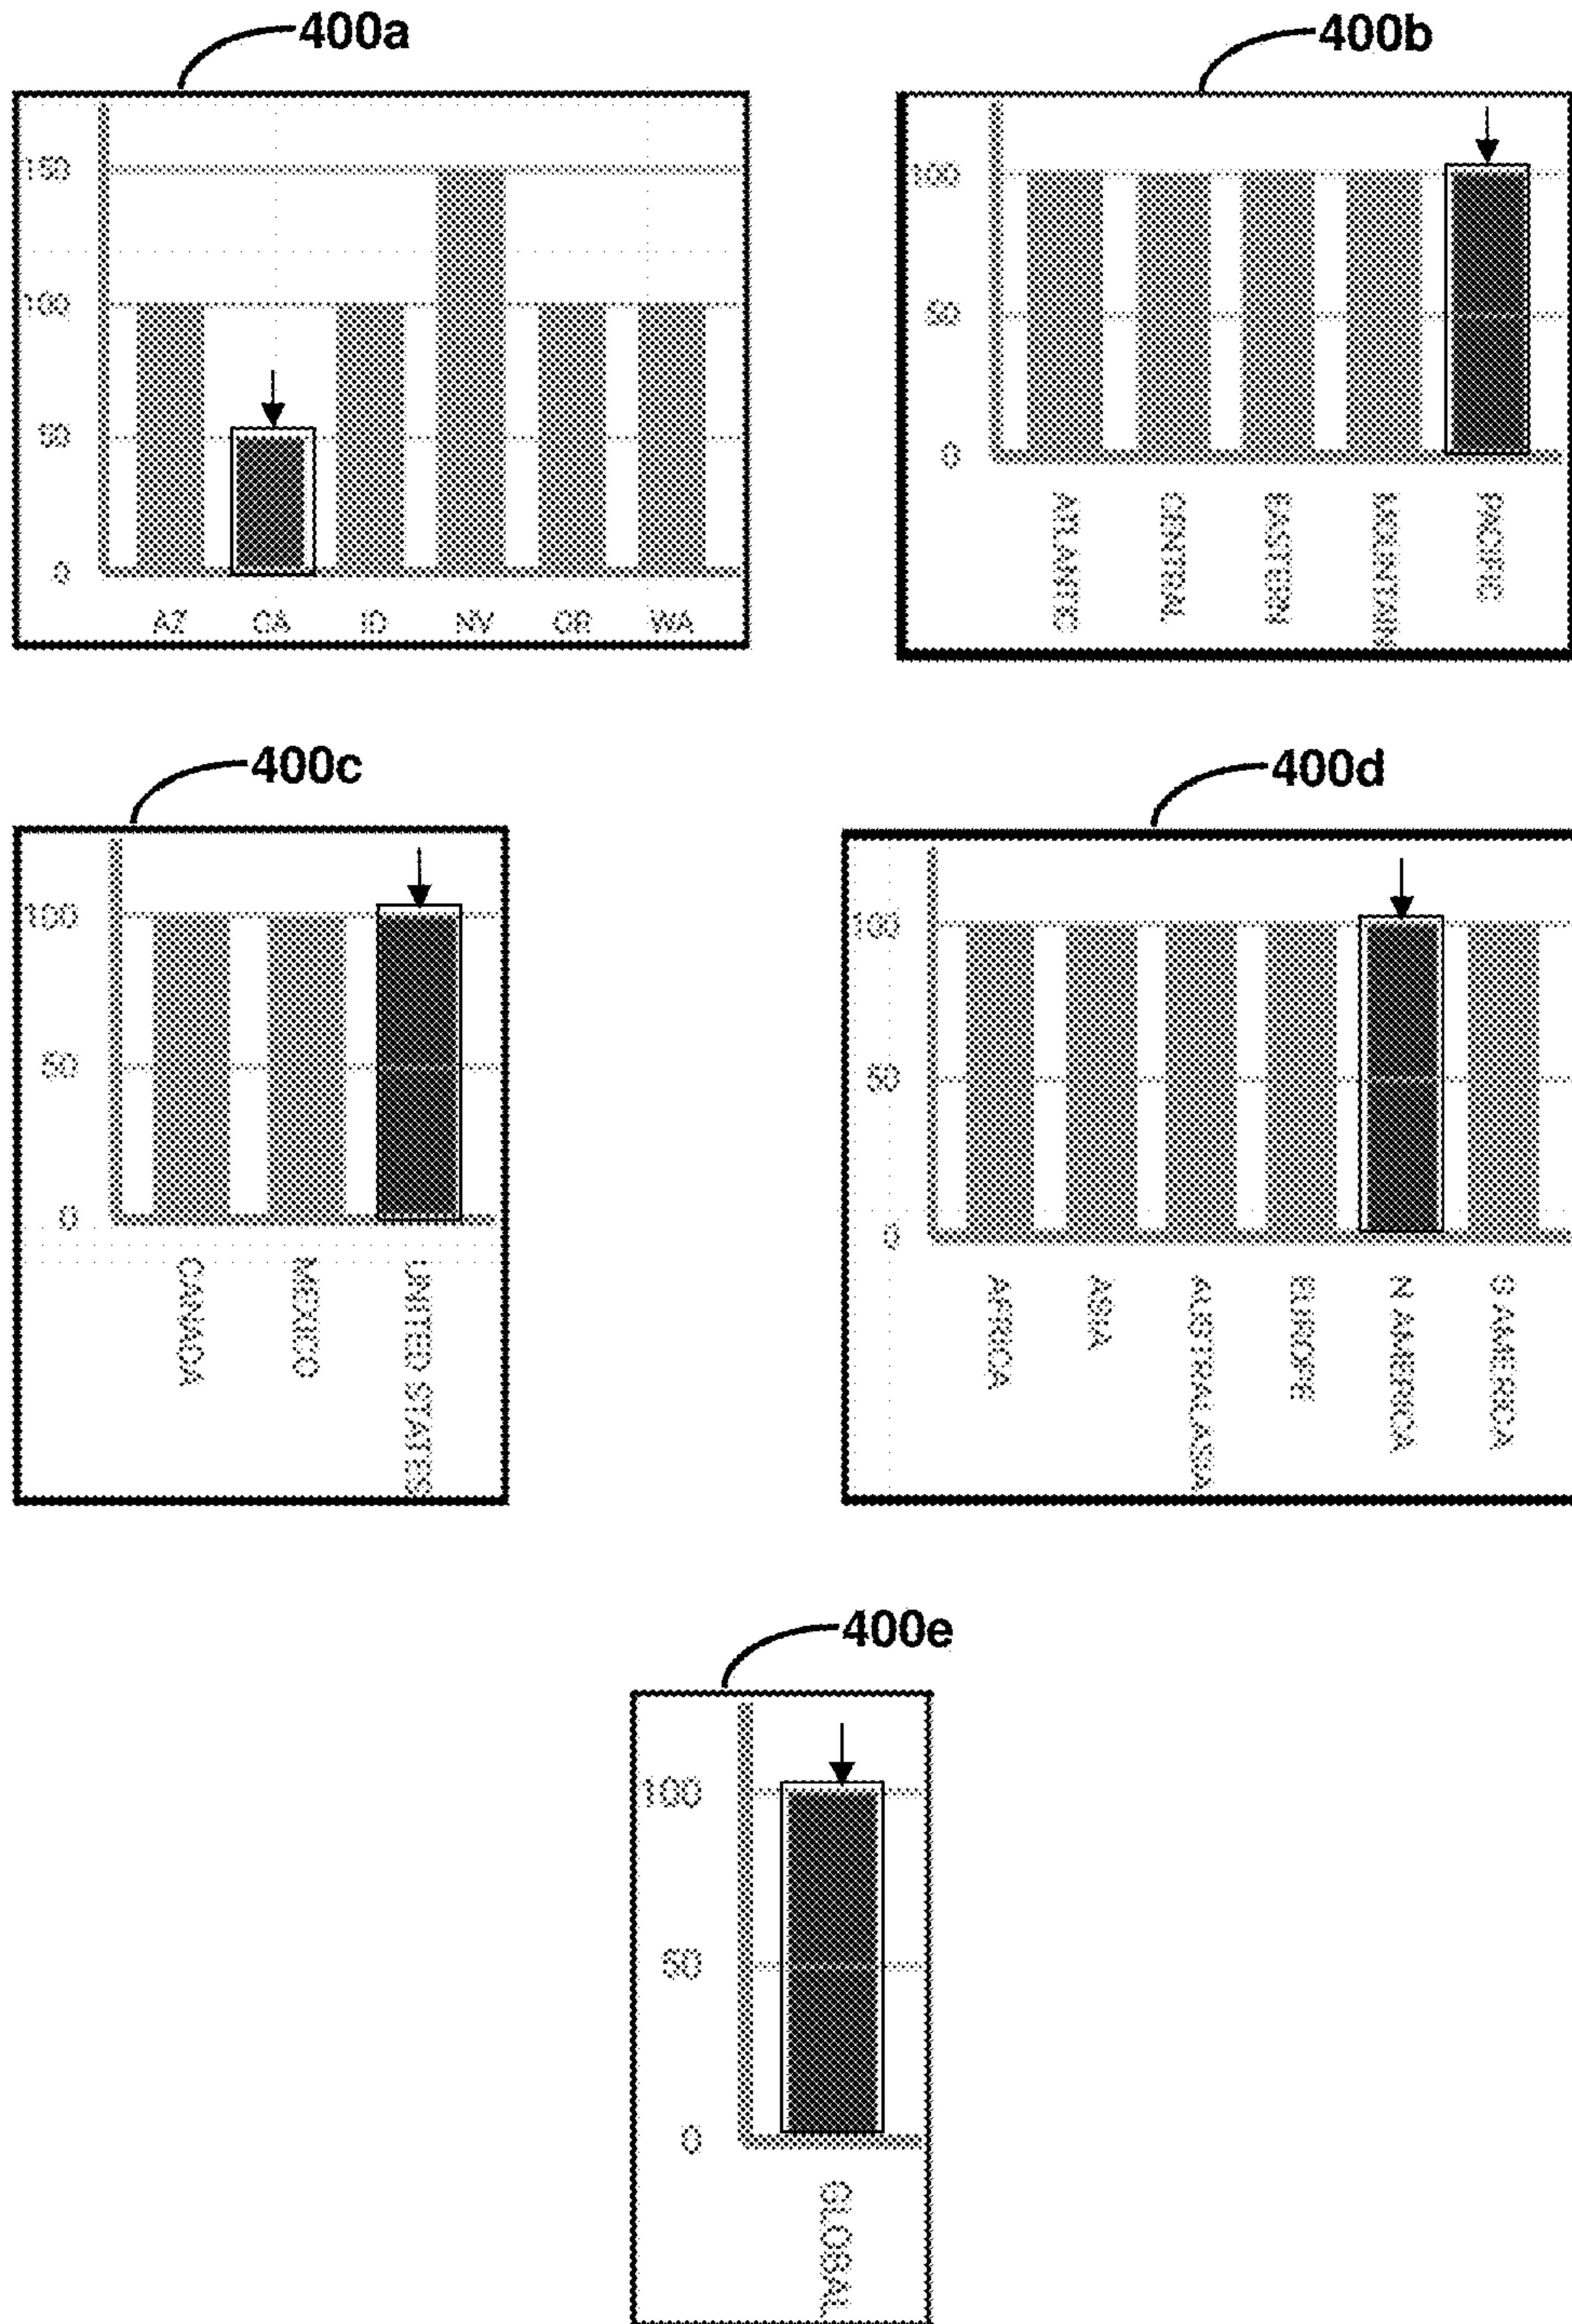 400a
150
100
50
0
AZ CA ID NV OR WA
400b
100
50
0
ATLANTIC CENTRAL EASTERN PACIFIC
400c
100
50
0
CANADA MEXICO UNITED STATES
400d
100
50
0
AFRICA ASIA AUSTRALASIA EUROPE N AMERICA S AMERICA
400e
100
50
0
GLOBAL